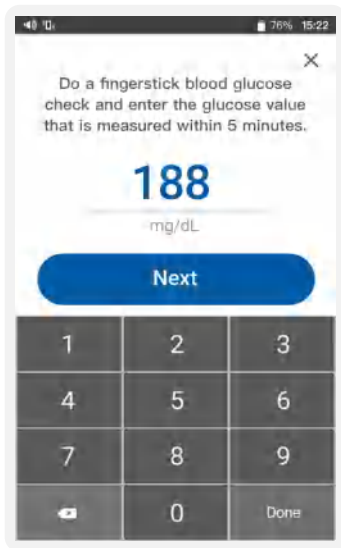 76% 15:22
Do a fingerstick blood glucose
check and enter the glucose value
that is measured within 5 minutes.
188
mg/dL
Next
1 2 3
4 5 6
7 8 9
0 Done